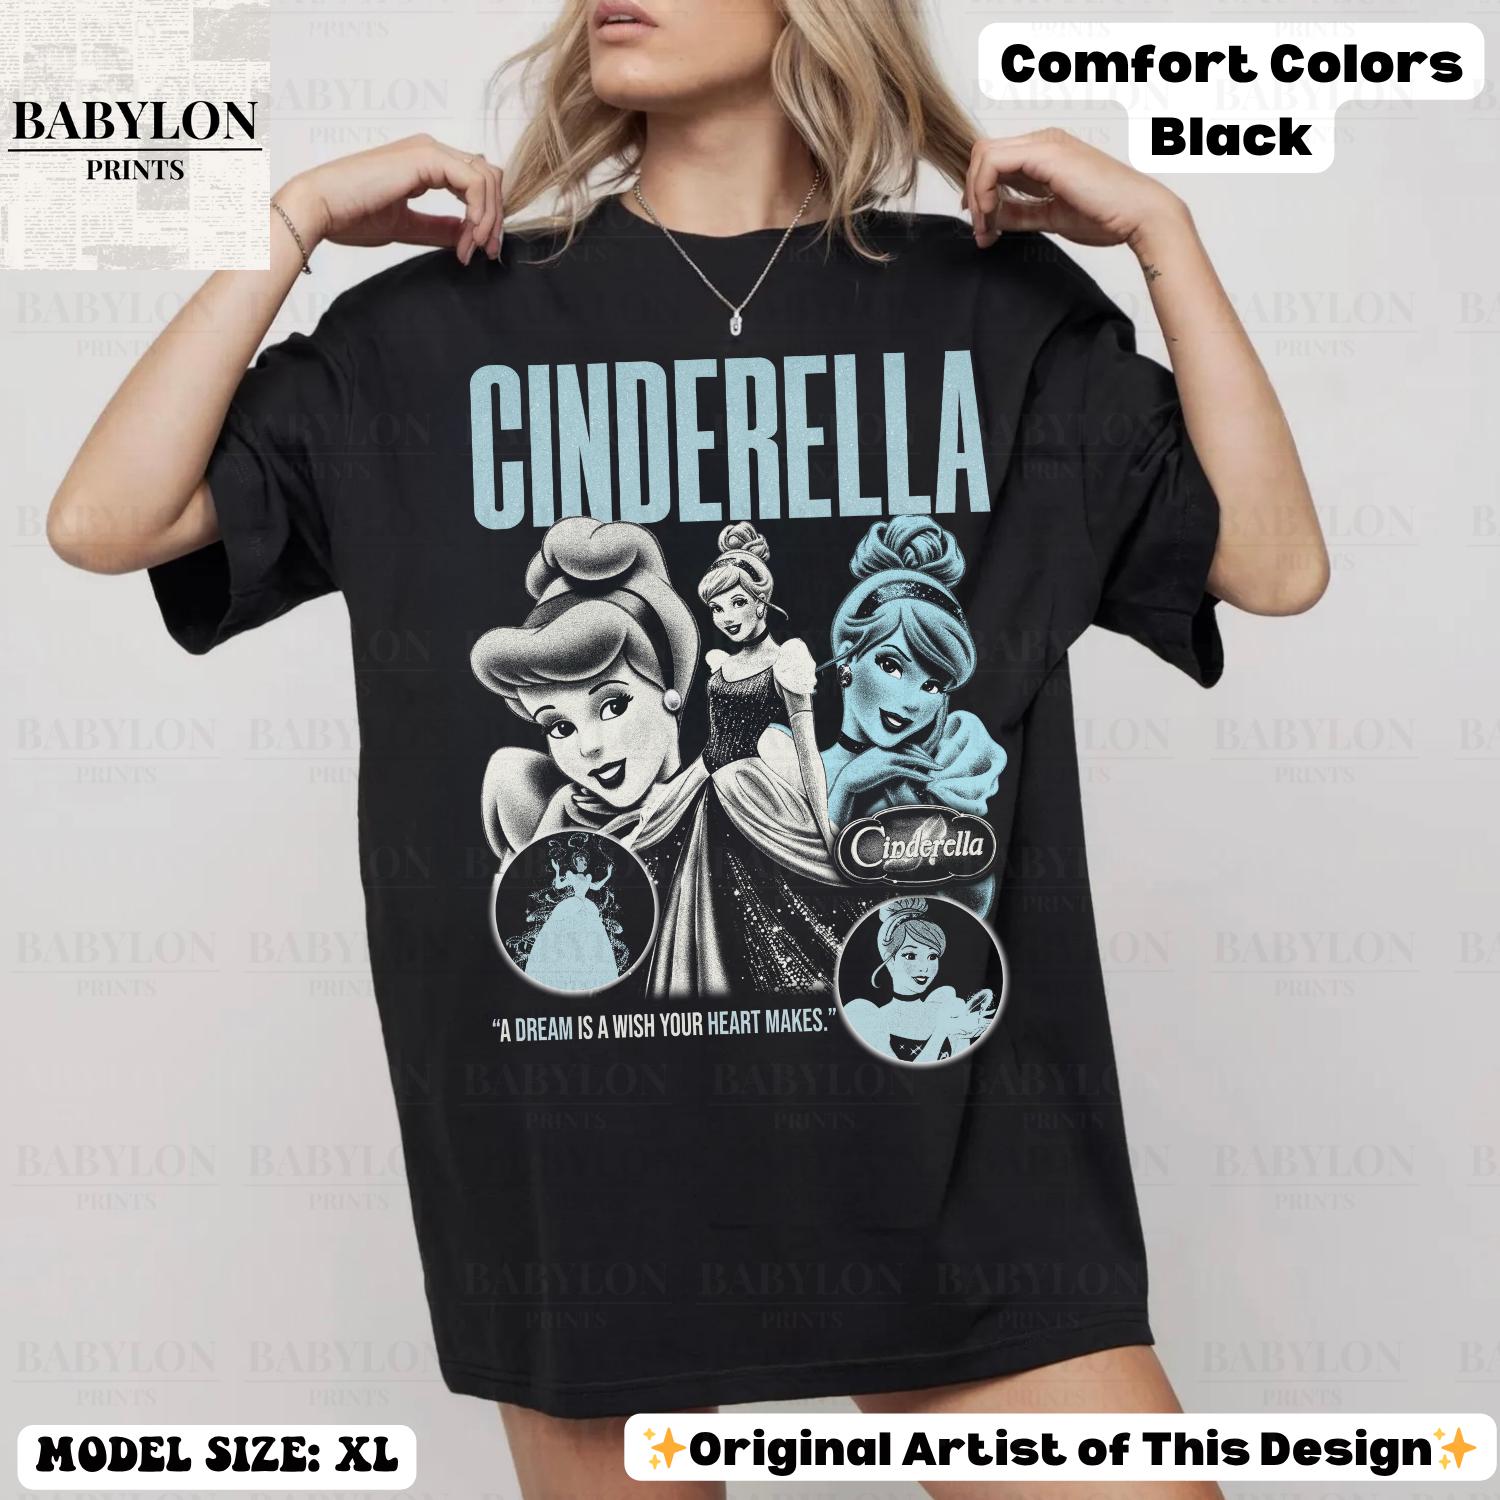 BABYLON
PRINTS
Comfort Colors
Black
CINDERELLA
Cinderella
“A DREAM IS A WISH YOUR HEART MAKES.”
MODEL SIZE: XL
✨Original Artist of This Design✨